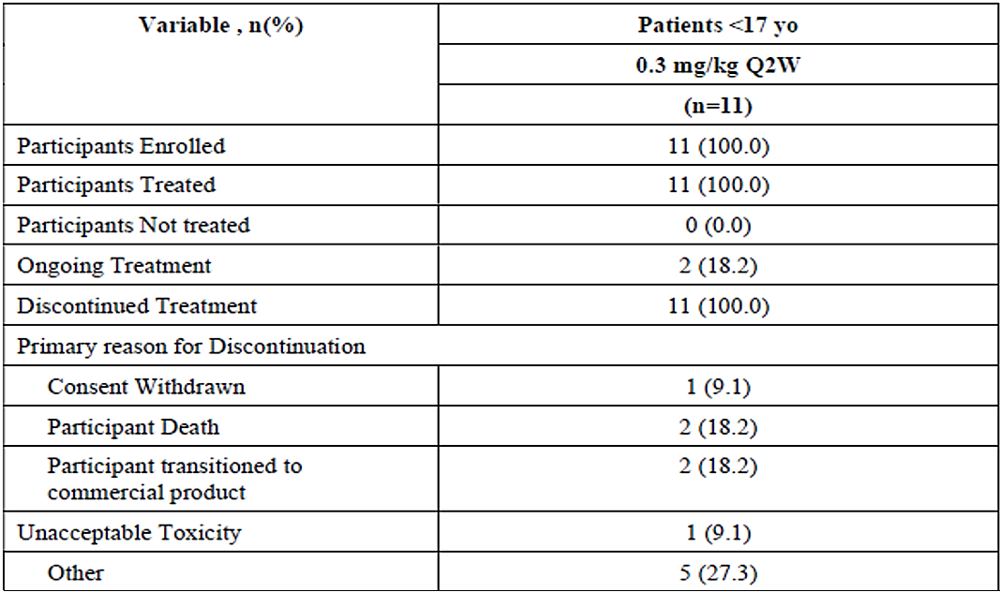 Variable , n(%)
Patients <17 yo
0.3 mg/kg Q2W
(n=11)
Participants Enrolled 11 (100.0)
Participants Treated 11 (100.0)
Participants Not treated 0 (0.0)
Ongoing Treatment 2 (18.2)
Discontinued Treatment 11 (100.0)
Primary reason for Discontinuation
Consent Withdrawn 1 (9.1)
Participant Death 2 (18.2)
Participant transitioned to 2 (18.2)
commercial product
Unacceptable Toxicity 1 (9.1)
Other 5 (27.3)